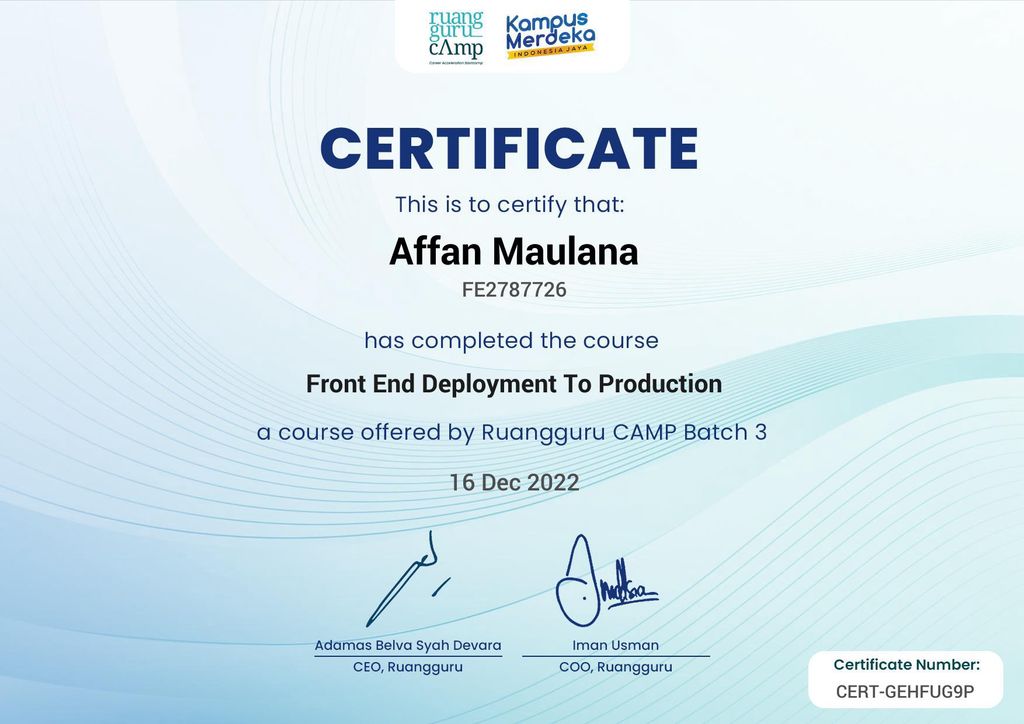 ruang
guru
cAmp
Career Acceleration Bootcamp
Kampus
Merdeka
INDONESIA JAYA
CERTIFICATE
This is to certify that:
Affan Maulana
FE2787726
has completed the course
Front End Deployment To Production
a course offered by Ruangguru CAMP Batch 3
16 Dec 2022
Adamas Belva Syah Devara
CEO, Ruangguru
Iman Usman
COO, Ruangguru
Certificate Number:
CERT-GEHFUG9P